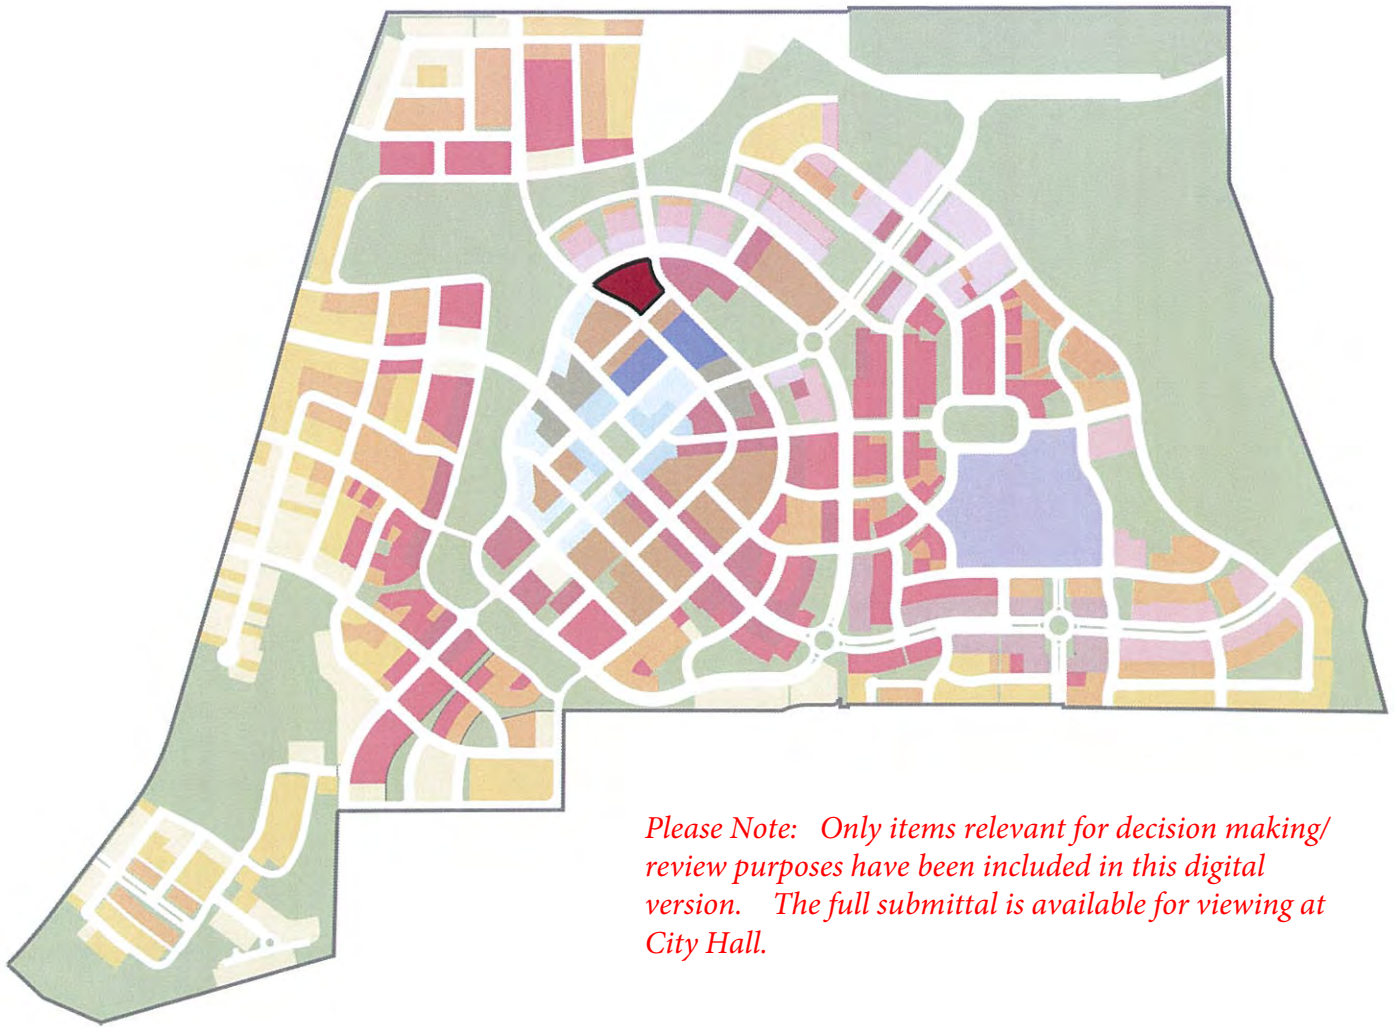 Please Note: Only items relevant for decision making/
review purposes have been included in this digital
version. The full submittal is available for viewing at
City Hall.